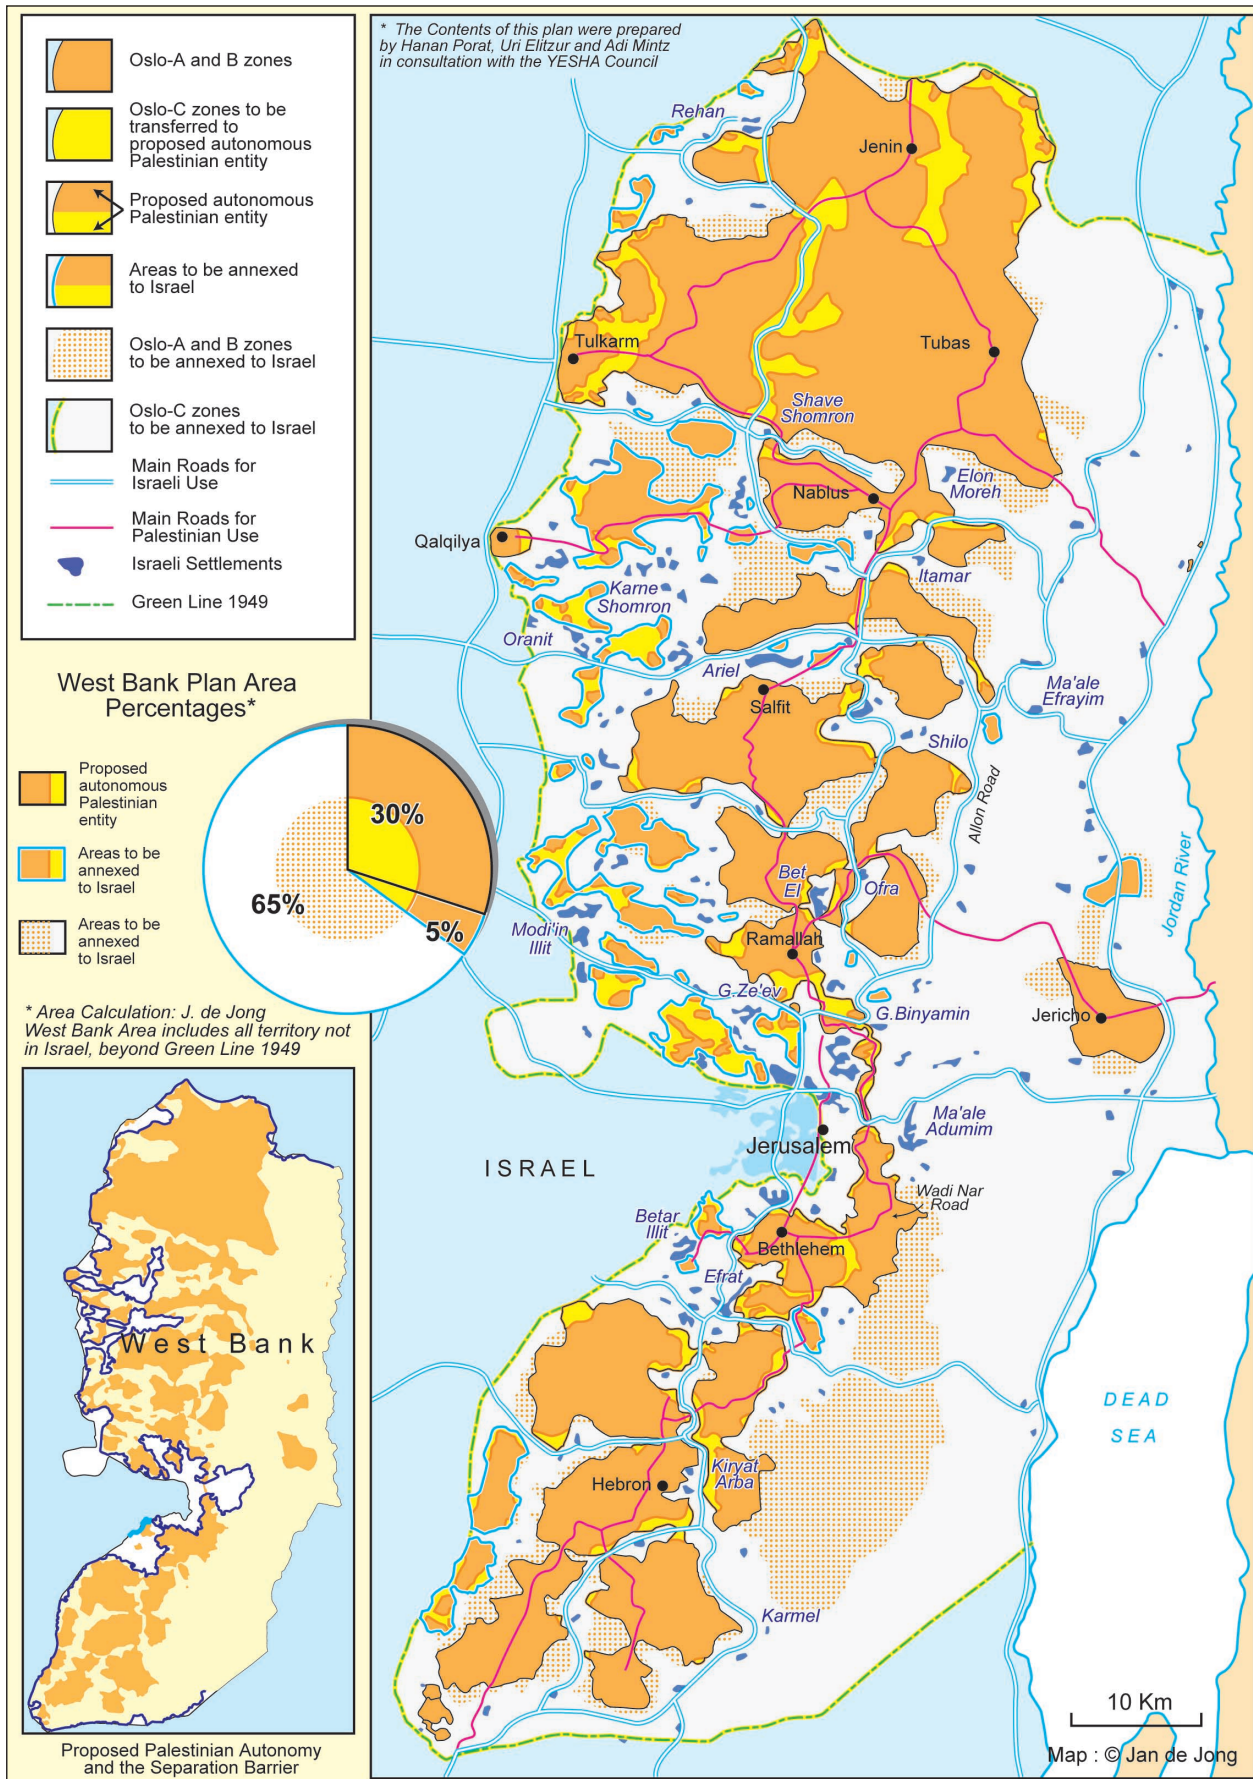 Oslo-A and B zones
Oslo-C zones to be
transferred to
proposed autonomous
Palestinian entity
Proposed autonomous
Palestinian entity
Areas to be annexed
to Israel
Oslo-A and B zones
to be annexed to Israel
Oslo-C zones
to be annexed to Israel
Main Roads for
Israeli Use
Main Roads for
Palestinian Use
Israeli Settlements
Green Line 1949
West Bank Plan Area
Percentages*
Proposed
autonomous
Palestinian
entity
Areas to be
annexed
to Israel
Areas to be
annexed
to Israel
30%
65%
5%
* Area Calculation: J. de Jong
West Bank Area includes all territory not
in Israel, beyond Green Line 1949
West Bank
Proposed Palestinian Autonomy
and the Separation Barrier
* The Contents of this plan were prepared
by Hanan Porat, Uri Elitzur and Adi Mintz
in consultation with the YESHA Council
Rehan
Jenin
Tulkarm
Tubas
Shave
Shomron
Elon
Moreh
Nablus
Qalqilya
Itamar
Karne
Shomron
Oranit
Ariel
Ma'ale
Efrayim
Salfit
Shilo
Allon Road
Jordan River
Bet
El
Ofra
Modi'in
Illit
Ramallah
G.Ze'ev
G.Binyamin
Jericho
Ma'ale
Adumim
Jerusalem
ISRAEL
Wadi Nar
Road
Betar
Illit
Bethlehem
Efrat
DEAD
SEA
Kiryat
Arba
Hebron
Karmel
10 Km
Map : © Jan de Jong